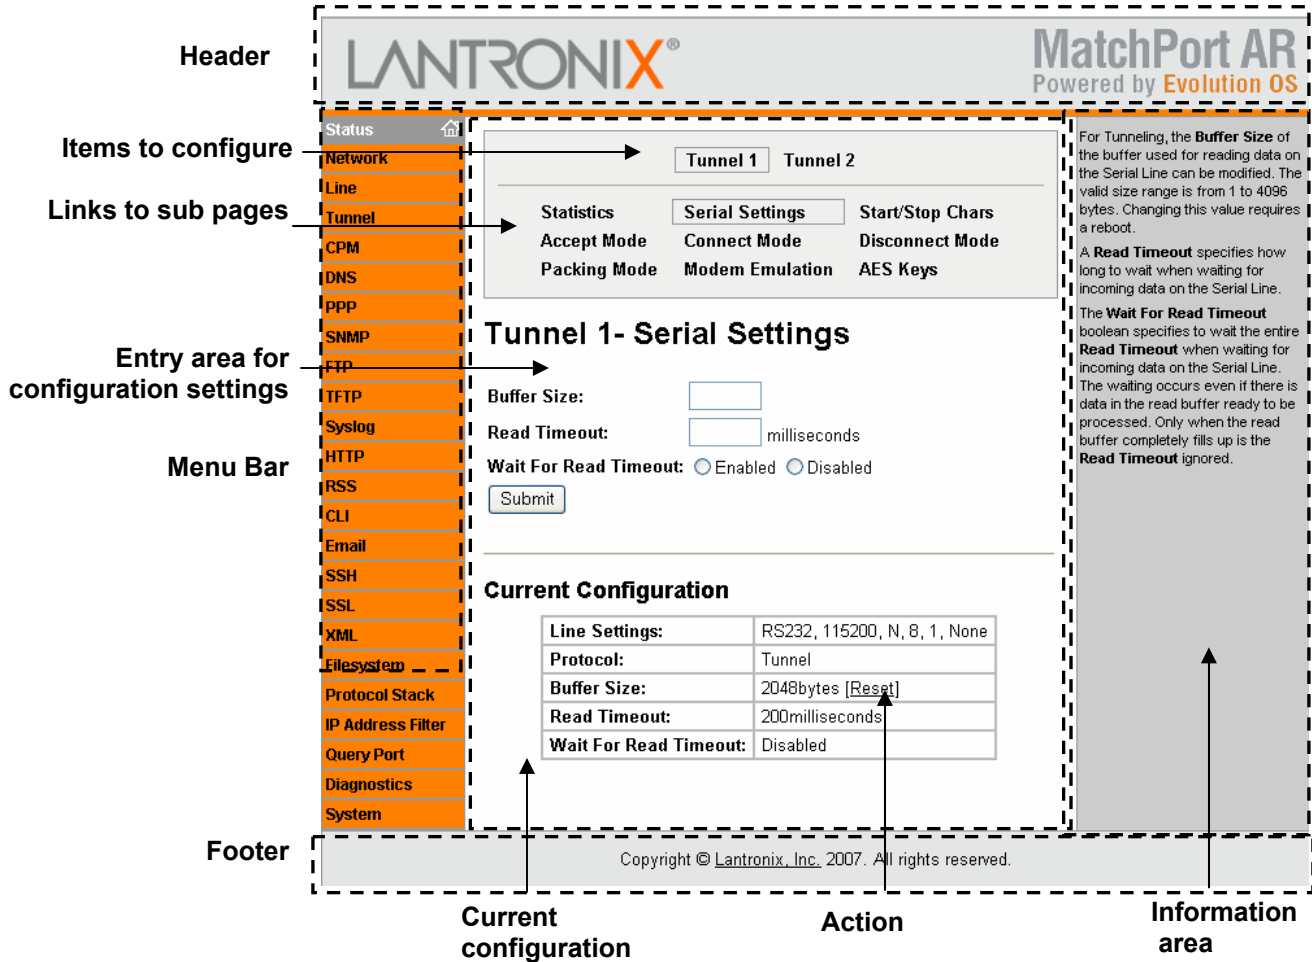 Header
LANTRONIX®
MatchPort AR
Powered by Evolution OS
Items to configure
Links to sub pages
Entry area for
configuration settings
Menu Bar
Footer
Status
Network
Line
Tunnel
CPM
DNS
PPP
SNMP
FTP
TFTP
Syslog
HTTP
RSS
CLI
Email
SSH
SSL
XML
Filesystem
Protocol Stack
IP Address Filter
Query Port
Diagnostics
System
Tunnel 1 Tunnel 2
Statistics Serial Settings Start/Stop Chars
Accept Mode Connect Mode Disconnect Mode
Packing Mode Modem Emulation AES Keys
Tunnel 1- Serial Settings
Buffer Size:
Read Timeout: milliseconds
Wait For Read Timeout: Enabled Disabled
Submit
Current Configuration
Line Settings: RS232, 115200, N, 8, 1, None
Protocol: Tunnel
Buffer Size: 2048bytes [Reset]
Read Timeout: 200milliseconds
Wait For Read Timeout: Disabled
For Tunneling, the Buffer Size of
the buffer used for reading data on
the Serial Line can be modified. The
valid size range is from 1 to 4096
bytes. Changing this value requires
a reboot.
A Read Timeout specifies how
long to wait when waiting for
incoming data on the Serial Line.
The Wait For Read Timeout
boolean specifies to wait the entire
Read Timeout when waiting for
incoming data on the Serial Line.
The waiting occurs even if there is
data in the read buffer ready to be
processed. Only when the read
buffer completely fills up is the
Read Timeout ignored.
Copyright © Lantronix, Inc. 2007. All rights reserved.
Current
configuration
Action
Information
area